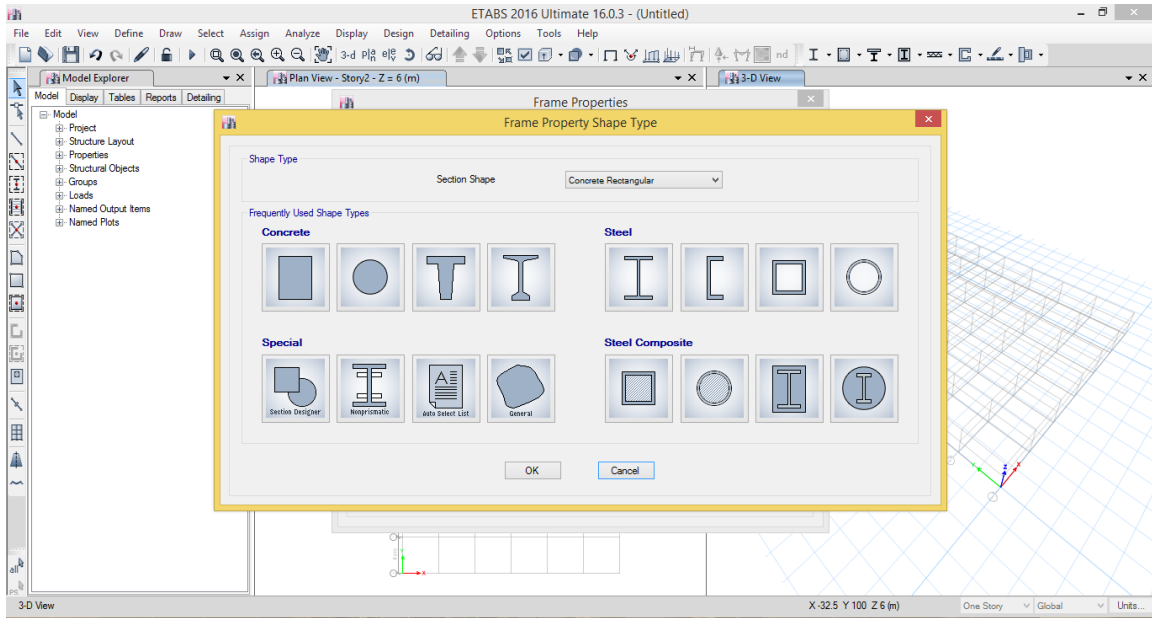 ETABS 2016 Ultimate 16.0.3 - (Untitled)
File Edit View Define Draw Select Assign Analyze Display Design Detailing Options Tools Help
3-d nd
Model Explorer
Plan View - Story2 - Z = 6 (m)
3-D View
Model Display Tables Reports Detailing
Model
Project
Structure Layout
Properties
Structural Objects
Groups
Loads
Named Output Items
Named Plots
Frame Properties
Frame Property Shape Type
Shape Type
Section Shape
Concrete Rectangular
Frequently Used Shape Types
Concrete
Steel
Special
Steel Composite
Section Designer
Nonprismatic
Auto Select List
General
OK
Cancel
all
PS
X
Z
X
3-D View
X -32.5 Y 100 Z 6 (m)
One Story
Global
Units...